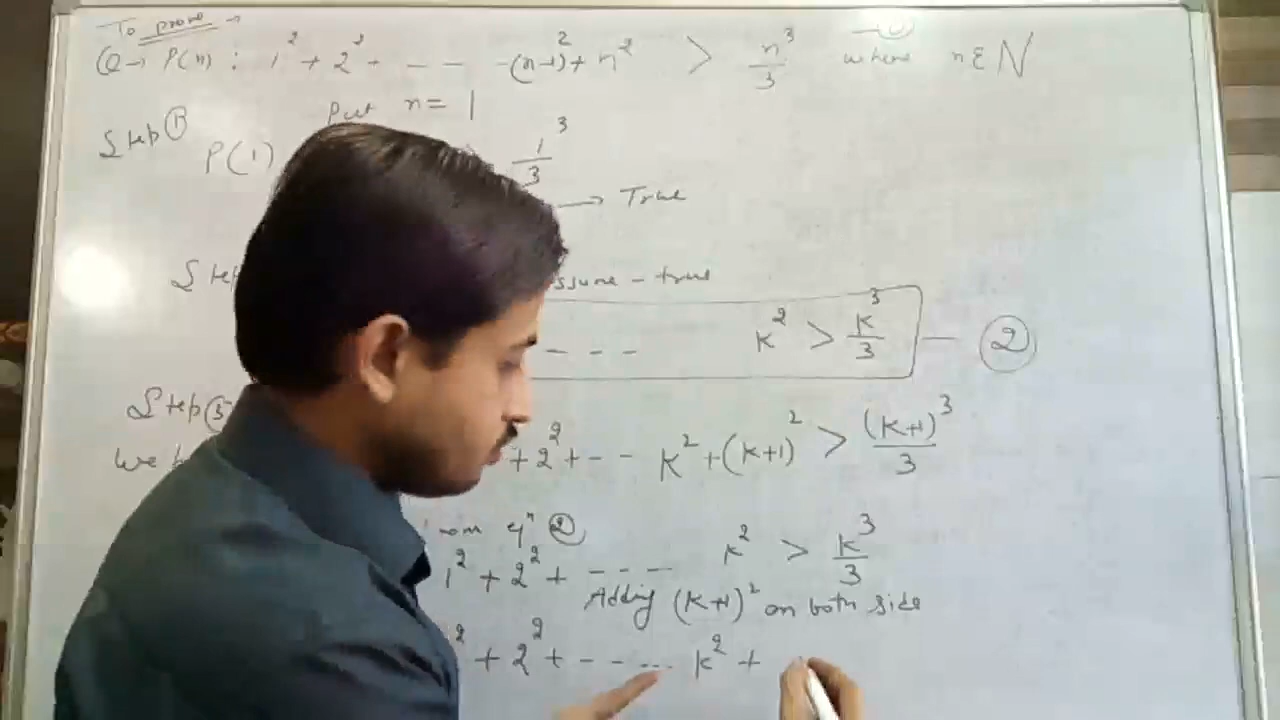 To prove →
Q → P(n) : 1² + 2² + - - - (n-1)² + n² > n³/3 where n ∈ N
Step ①
Put n = 1
P(1) 1³/3
→ True
Step assume - true
- - - k² > k³/3 — ②
Step ③
We + 2² + - - k² + (k+1)² > (k+1)³/3
from eqⁿ ②
1² + 2² + - - - - k² > k³/3
Adding (k+1)² on both side
² + 2² + - - - - - k² +